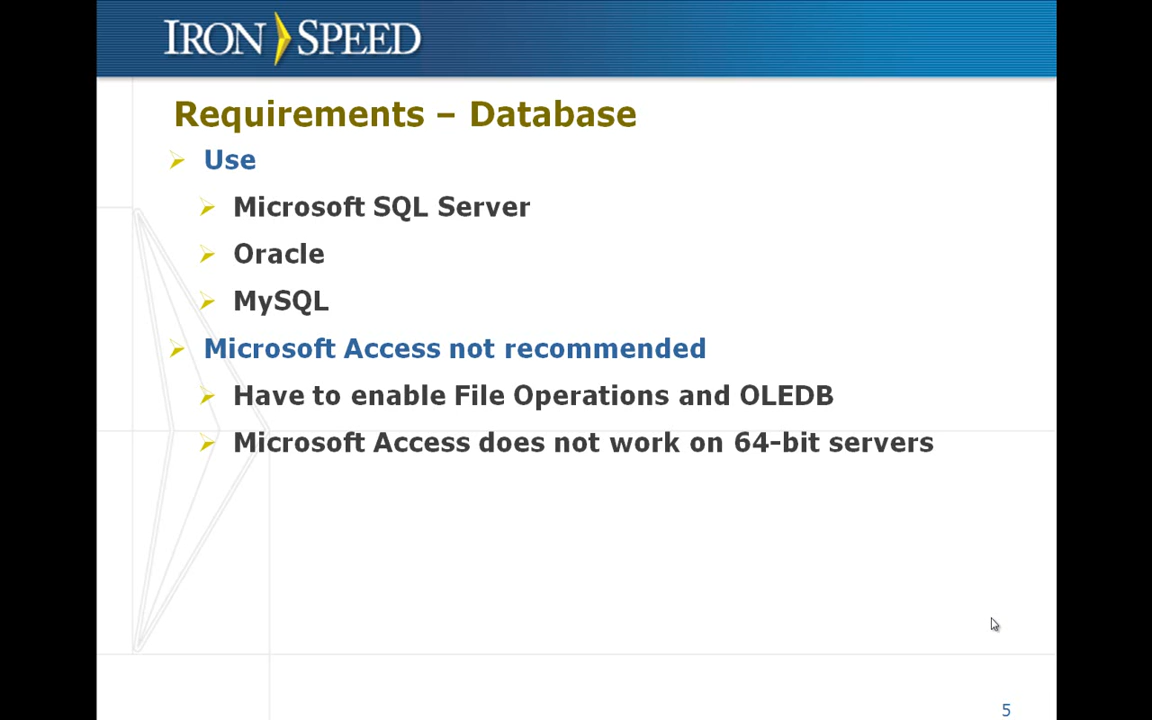 IRON SPEED
Requirements – Database
Use
Microsoft SQL Server
Oracle
MySQL
Microsoft Access not recommended
Have to enable File Operations and OLEDB
Microsoft Access does not work on 64-bit servers
5